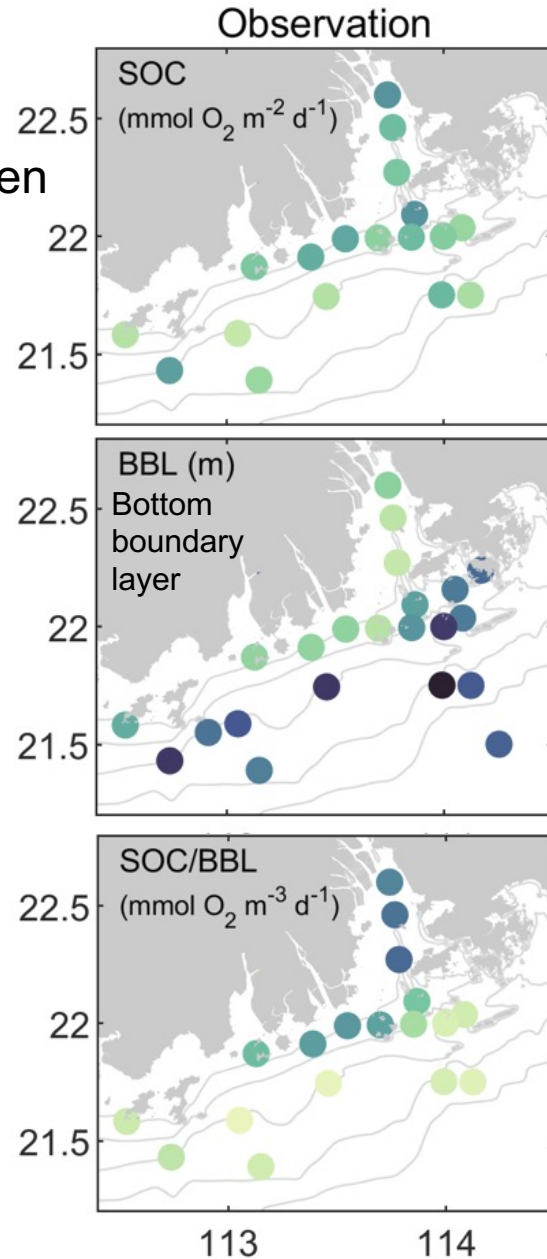 Observation
SOC
(mmol O2 m-2 d-1)
en
22.5
22
21.5
BBL (m)
Bottom
boundary
layer
22.5
22
21.5
SOC/BBL
(mmol O2 m-3 d-1)
22.5
22
21.5
113
114